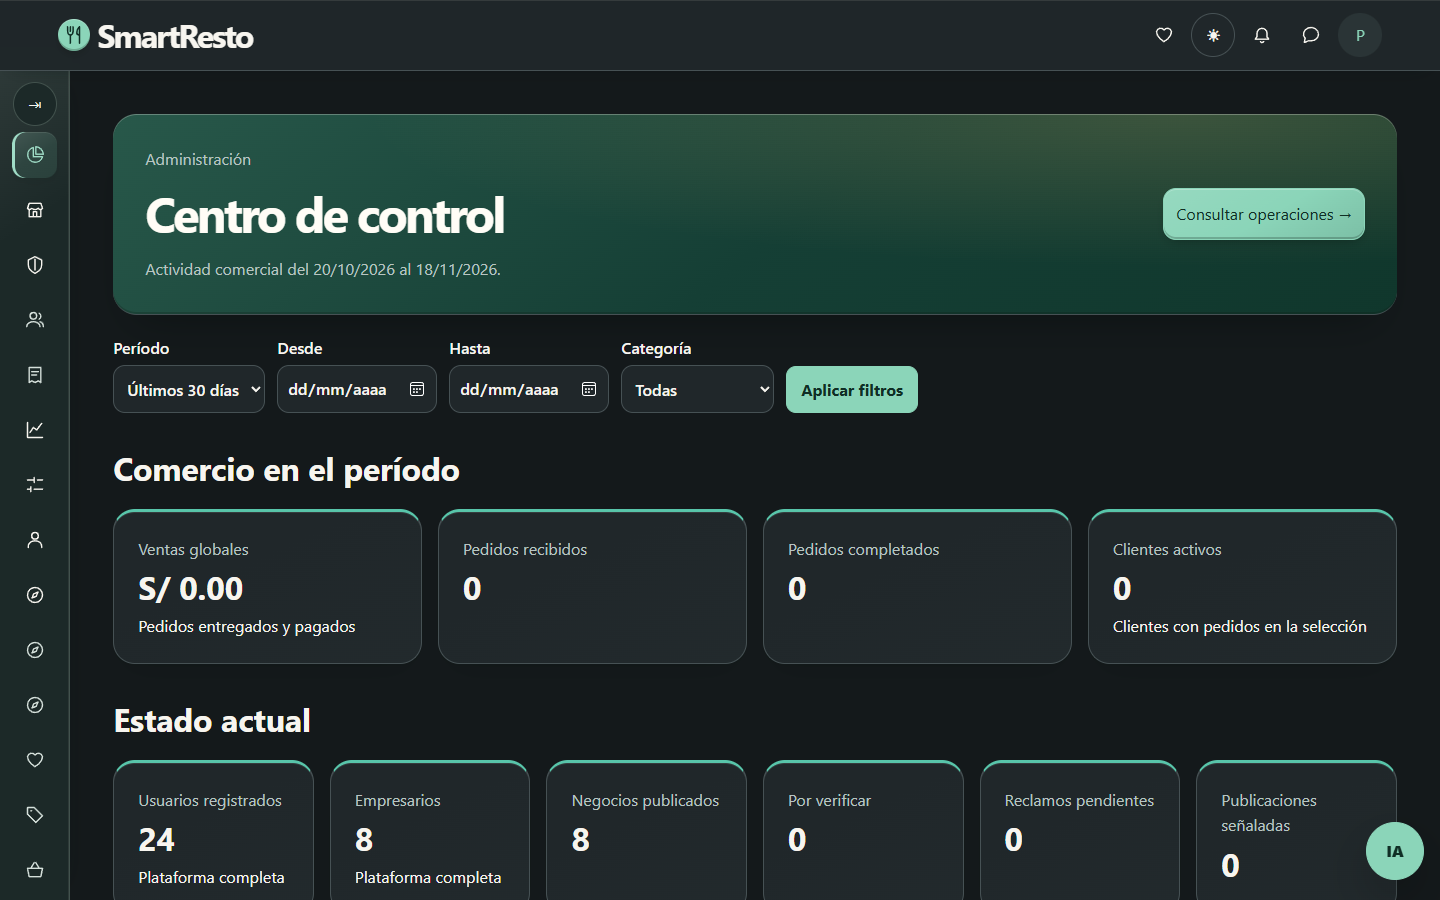 SmartResto
P
Administración
Centro de control
Actividad comercial del 20/10/2026 al 18/11/2026.
Consultar operaciones →
Período
Desde
Hasta
Categoría
Últimos 30 días
dd/mm/aaaa
dd/mm/aaaa
Todas
Aplicar filtros
Comercio en el período
Ventas globales
S/ 0.00
Pedidos entregados y pagados
Pedidos recibidos
0
Pedidos completados
0
Clientes activos
0
Clientes con pedidos en la selección
Estado actual
Usuarios registrados
24
Plataforma completa
Empresarios
8
Plataforma completa
Negocios publicados
8
Por verificar
0
Reclamos pendientes
0
Publicaciones
señaladas
0
IA